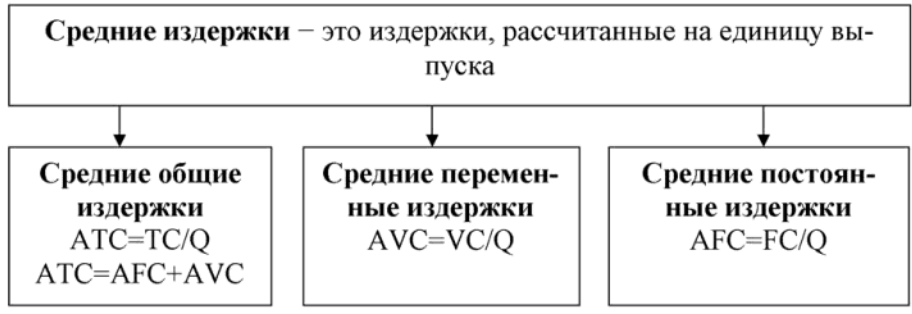 Средние издержки − это издержки, рассчитанные на единицу вы-
пуска
Средние общие
издержки
ATC=TC/Q
ATC=AFC+AVC
Средние перемен-
ные издержки
AVC=VC/Q
Средние постоян-
ные издержки
AFC=FC/Q